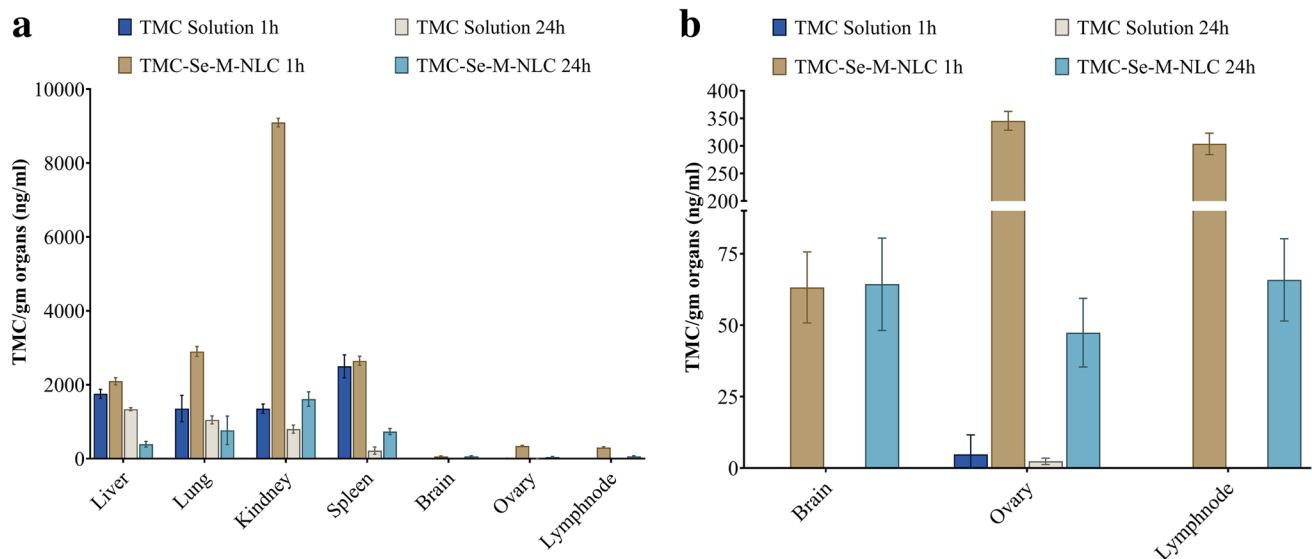 a
TMC Solution 1h
TMC Solution 24h
TMC-Se-M-NLC 1h
TMC-Se-M-NLC 24h
TMC/gm organs (ng/ml)
10000
8000
6000
4000
2000
0
Liver
Lung
Kindney
Spleen
Brain
Ovary
Lymphnode
b
TMC Solution 1h
TMC Solution 24h
TMC-Se-M-NLC 1h
TMC-Se-M-NLC 24h
TMC/gm organs (ng/ml)
400
350
300
250
200
75
50
25
0
Brain
Ovary
Lymphnode